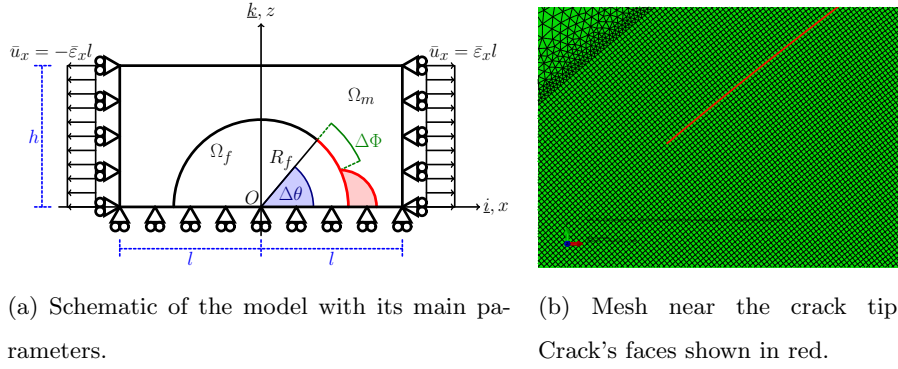 k, z
ū_x = −ε̄_x l
ū_x = ε̄_x l
Ω_m
h
Ω_f
R_f
ΔΦ
Δθ
O
i, x
l
l
(a) Schematic of the model with its main pa-
rameters.
(b) Mesh near the crack tip
Crack's faces shown in red.